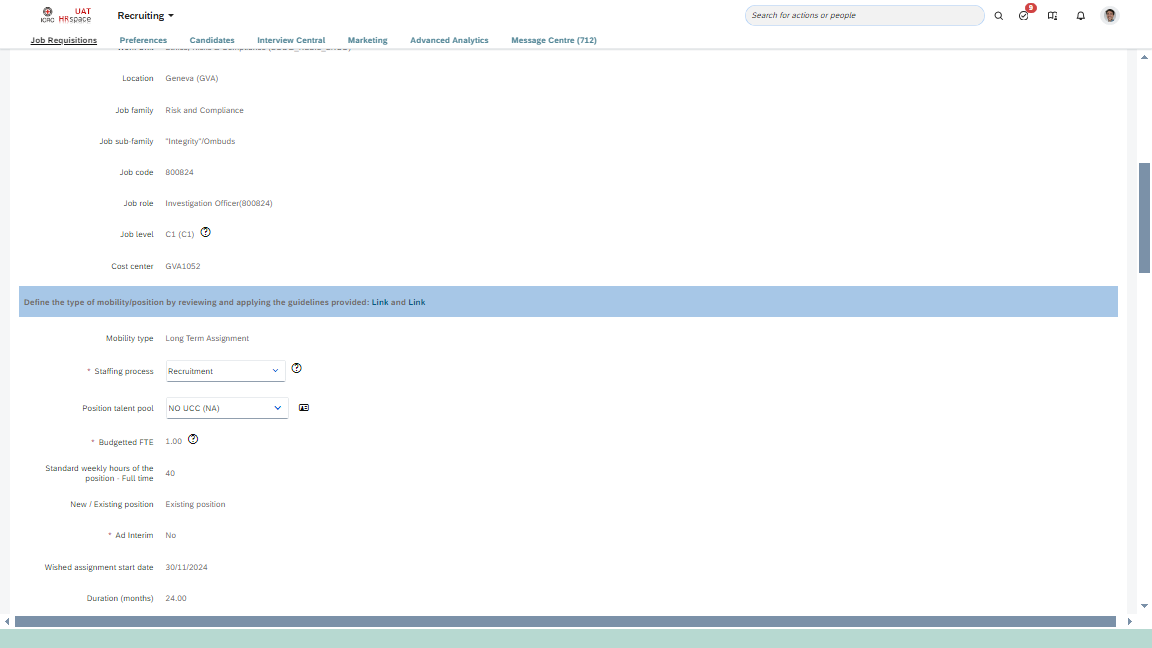 ICRC
UAT
HRspace
Recruiting
Search for actions or people
9
Job Requisitions
Preferences
Candidates
Interview Central
Marketing
Advanced Analytics
Message Centre (712)
Location
Geneva (GVA)
Job family
Risk and Compliance
Job sub-family
"Integrity"/Ombuds
Job code
800824
Job role
Investigation Officer(800824)
Job level
C1 (C1)
Cost center
GVA1052
Define the type of mobility/position by reviewing and applying the guidelines provided: Link and Link
Mobility type
Long Term Assignment
* Staffing process
Recruitment
Position talent pool
NO UCC (NA)
* Budgetted FTE
1.00
Standard weekly hours of the
position - Full time
40
New / Existing position
Existing position
* Ad Interim
No
Wished assignment start date
30/11/2024
Duration (months)
24.00